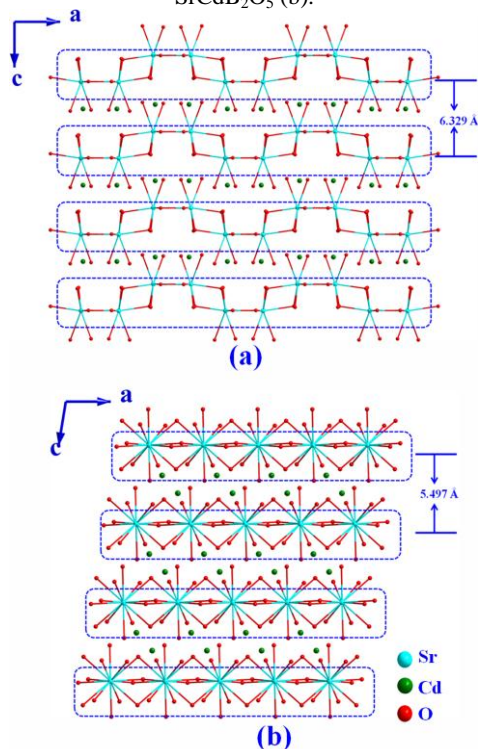 SrCdB₂O₅ (b).
a
c
6.329 Å
(a)
a
c
5.497 Å
Sr
Cd
O
(b)